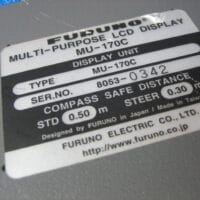 FURUNO
MULTI-PURPOSE LCD DISPLAY
MU-170C
DISPLAY UNIT
TYPE MU-170C
SER.NO. 8053-0342
COMPASS SAFE DISTANCE
STD 0.50 m STEER 0.30 m
Designed by FURUNO in Japan / Made in Taiwan
FURUNO ELECTRIC CO., LTD.
http://www.furuno.co.jp